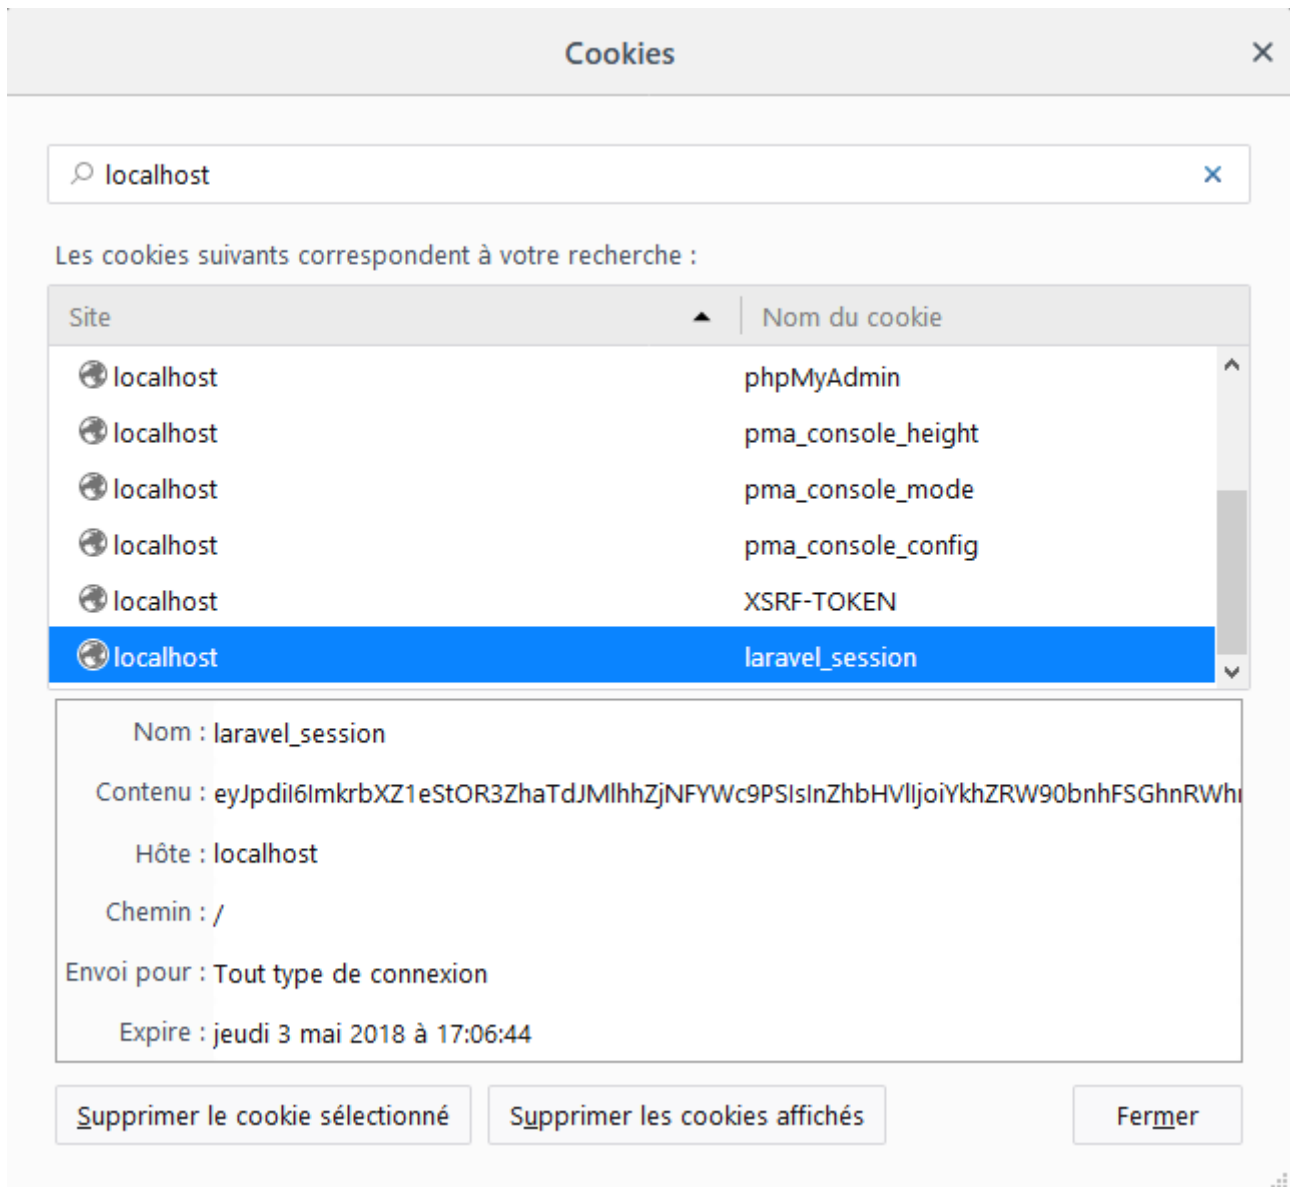 Cookies
localhost
Les cookies suivants correspondent à votre recherche :
Site Nom du cookie
localhost phpMyAdmin
localhost pma_console_height
localhost pma_console_mode
localhost pma_console_config
localhost XSRF-TOKEN
localhost laravel_session
Nom : laravel_session
Contenu : eyJpdiI6ImkrbXZ1eStOR3ZhaTdJMlhhZjNFYWc9PSIsInZhbHVlIjoiYkhZRW90bnhFSGhnRWh
Hôte : localhost
Chemin : /
Envoi pour : Tout type de connexion
Expire : jeudi 3 mai 2018 à 17:06:44
Supprimer le cookie sélectionné Supprimer les cookies affichés Fermer